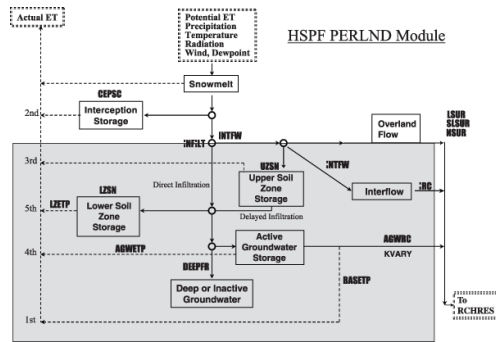 Actual ET
Potential ET
Precipitation
Temperature
Radiation
Wind, Dewpoint
HSPF PERLND Module
Snowmelt
CEPSC
2nd
Interception
Storage
INTFW
INFILT
Overland
Flow
LSUR
SLSUR
NSUR
3rd
UZSN
INTFW
Direct Infiltration
Upper Soil
Zone
Storage
Interflow
IRC
LZSN
LZETP
5th
Lower Soil
Zone
Storage
Delayed Infiltration
4th
AGWETP
Active
Groundwater
Storage
AGWRC
KVARY
DEEPFR
BASETP
Deep or Inactive
Groundwater
To
RCHRES
1st